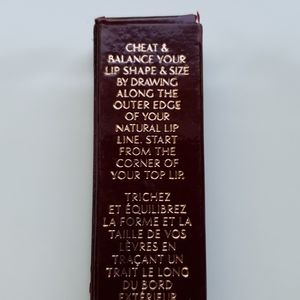 CHEAT &
BALANCE YOUR
LIP SHAPE & SIZE
BY DRAWING
ALONG THE
OUTER EDGE
OF YOUR
NATURAL LIP
LINE. START
FROM THE
CORNER OF
YOUR TOP LIP.
TRICHEZ
ET ÉQUILIBREZ
LA FORME ET LA
TAILLE DE VOS
LÈVRES EN
TRAÇANT UN
TRAIT LE LONG
DU BORD
EXTÉRIEUR